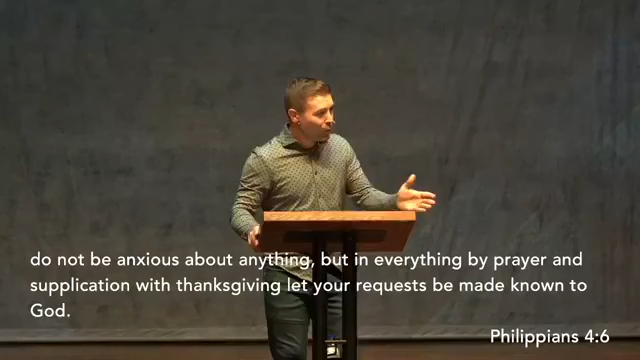 do not be anxious about anything, but in everything by prayer and
supplication with thanksgiving let your requests be made known to
God.
Philippians 4:6